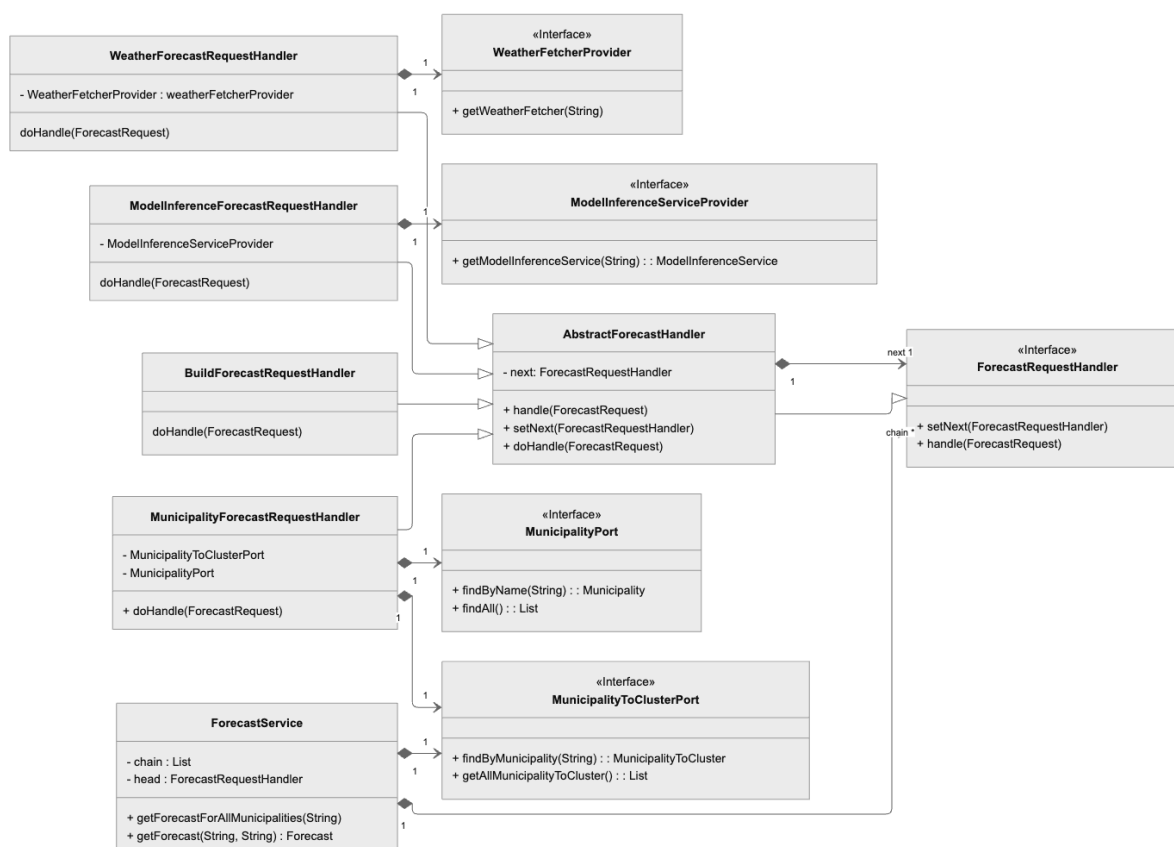 WeatherForecastRequestHandler
- WeatherFetcherProvider : weatherFetcherProvider
doHandle(ForecastRequest)
1
1
«Interface»
WeatherFetcherProvider
+ getWeatherFetcher(String)
ModelInferenceForecastRequestHandler
- ModelInferenceServiceProvider
doHandle(ForecastRequest)
1
1
«Interface»
ModelInferenceServiceProvider
+ getModelInferenceService(String) : : ModelInferenceService
BuildForecastRequestHandler
doHandle(ForecastRequest)
AbstractForecastHandler
- next: ForecastRequestHandler
+ handle(ForecastRequest)
+ setNext(ForecastRequestHandler)
+ doHandle(ForecastRequest)
next 1
1
chain *
«Interface»
ForecastRequestHandler
+ setNext(ForecastRequestHandler)
+ handle(ForecastRequest)
MunicipalityForecastRequestHandler
- MunicipalityToClusterPort
- MunicipalityPort
+ doHandle(ForecastRequest)
1
1
1
1
«Interface»
MunicipalityPort
+ findByName(String) : : Municipality
+ findAll() : : List
«Interface»
MunicipalityToClusterPort
+ findByMunicipality(String) : : MunicipalityToCluster
+ getAllMunicipalityToCluster() : : List
ForecastService
- chain : List
- head : ForecastRequestHandler
+ getForecastForAllMunicipalities(String)
+ getForecast(String, String) : Forecast
1
1
1